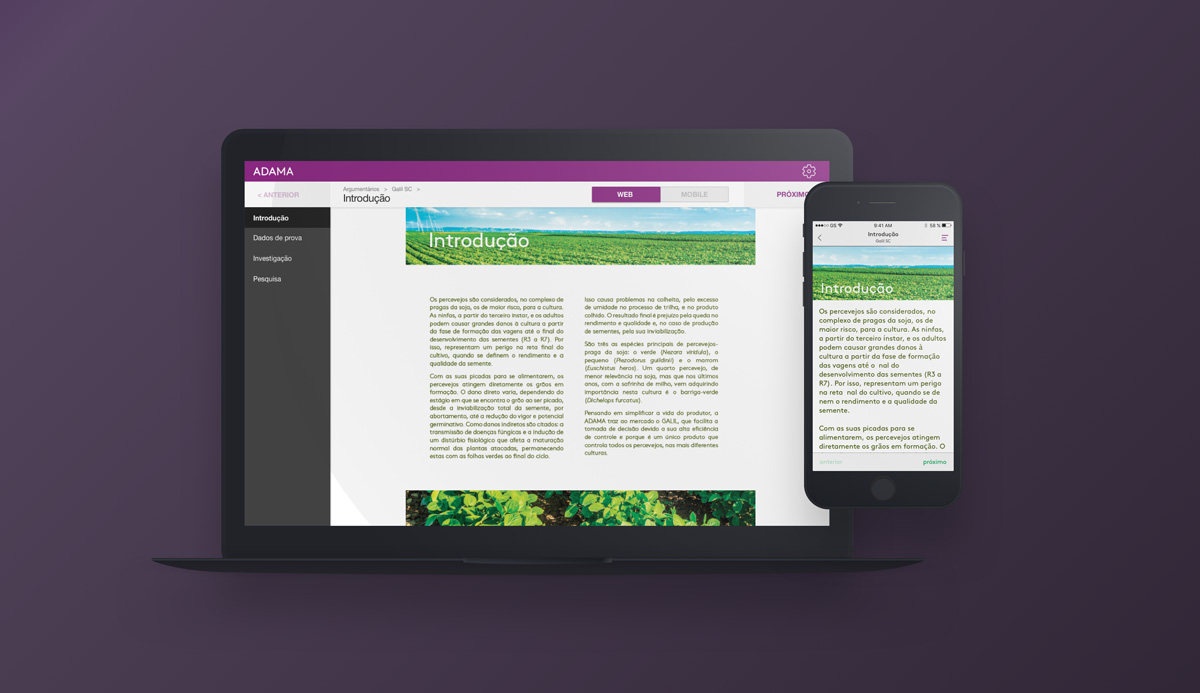 ADAMA
< ANTERIOR
Argumentários > Galil SC >
Introdução
WEB
MOBILE
PRÓXIMO
Introdução
Dados de prova
Investigação
Pesquisa
Introdução
Os percevejos são considerados, no complexo de
pragas da soja, os de maior risco, para a cultura.
As ninfas, a partir do terceiro instar, e os adultos
podem causar grandes danos à cultura a partir
da fase de formação das vagens até o final do
desenvolvimento das sementes (R3 a R7). Por
isso, representam um perigo na reta final do
cultivo, quando se definem o rendimento e a
qualidade da semente.
Com as suas picadas para se alimentarem, os
percevejos atingem diretamente os grãos em
formação. O dano direto varia, dependendo do
estágio em que se encontra o grão ao ser picado,
desde a inviabilização total da semente, por
abortamento, até a redução do vigor e potencial
germinativo. Como danos indiretos são citados: a
transmissão de doenças fúngicas e a indução de
um distúrbio fisiológico que afeta a maturação
normal das plantas atacadas, permanecendo
estas com as folhas verdes ao final do ciclo.
Isso causa problemas na colheita, pelo excesso
de umidade no processo de trilha, e no produto
colhido. O resultado final é prejuízo pela queda no
rendimento e qualidade e, no caso de produção
de sementes, pela sua inviabilização.
São três as espécies principais de percevejos-
praga da soja: o verde (Nezara viridula), o
pequeno (Piezodorus guildinii) e o marrom
(Euschistus heros). Um quarto percevejo, de
menor relevância na soja, mas que nos últimos
anos, com a safrinha de milho, vem adquirindo
importância nesta cultura é o barriga-verde
(Dichelops furcatus).
Pensando em simplificar a vida do produtor, a
ADAMA traz ao mercado o GALIL, que facilita a
tomada de decisão devido a sua alta eficiência
de controle e porque é um único produto que
controla todos os percevejos, nas mais diferentes
culturas.
GS
9:41 AM
58 %
Introdução
Galil SC
Introdução
Os percevejos são considerados, no
complexo de pragas da soja, os de
maior risco, para a cultura. As ninfas,
a partir do terceiro instar, e os adultos
podem causar grandes danos à
cultura a partir da fase de formação
das vagens até o nal do
desenvolvimento das sementes (R3 a
R7). Por isso, representam um perigo
na reta nal do cultivo, quando se de
nem o rendimento e a qualidade da
semente.
Com as suas picadas para se
alimentarem, os percevejos atingem
diretamente os grãos em formação. O
anterior
próximo